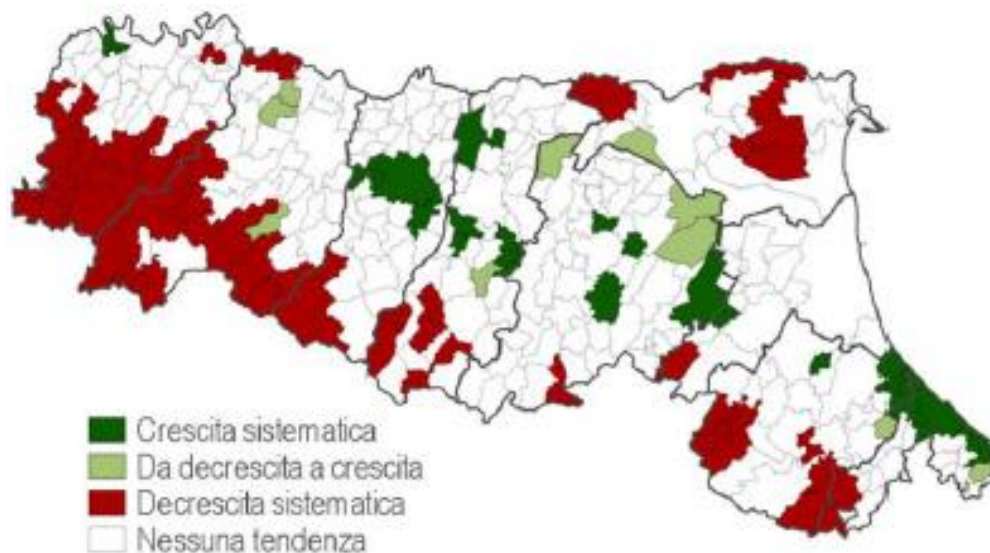 Crescita sistematica
Da decrescita a crescita
Decrescita sistematica
Nessuna tendenza